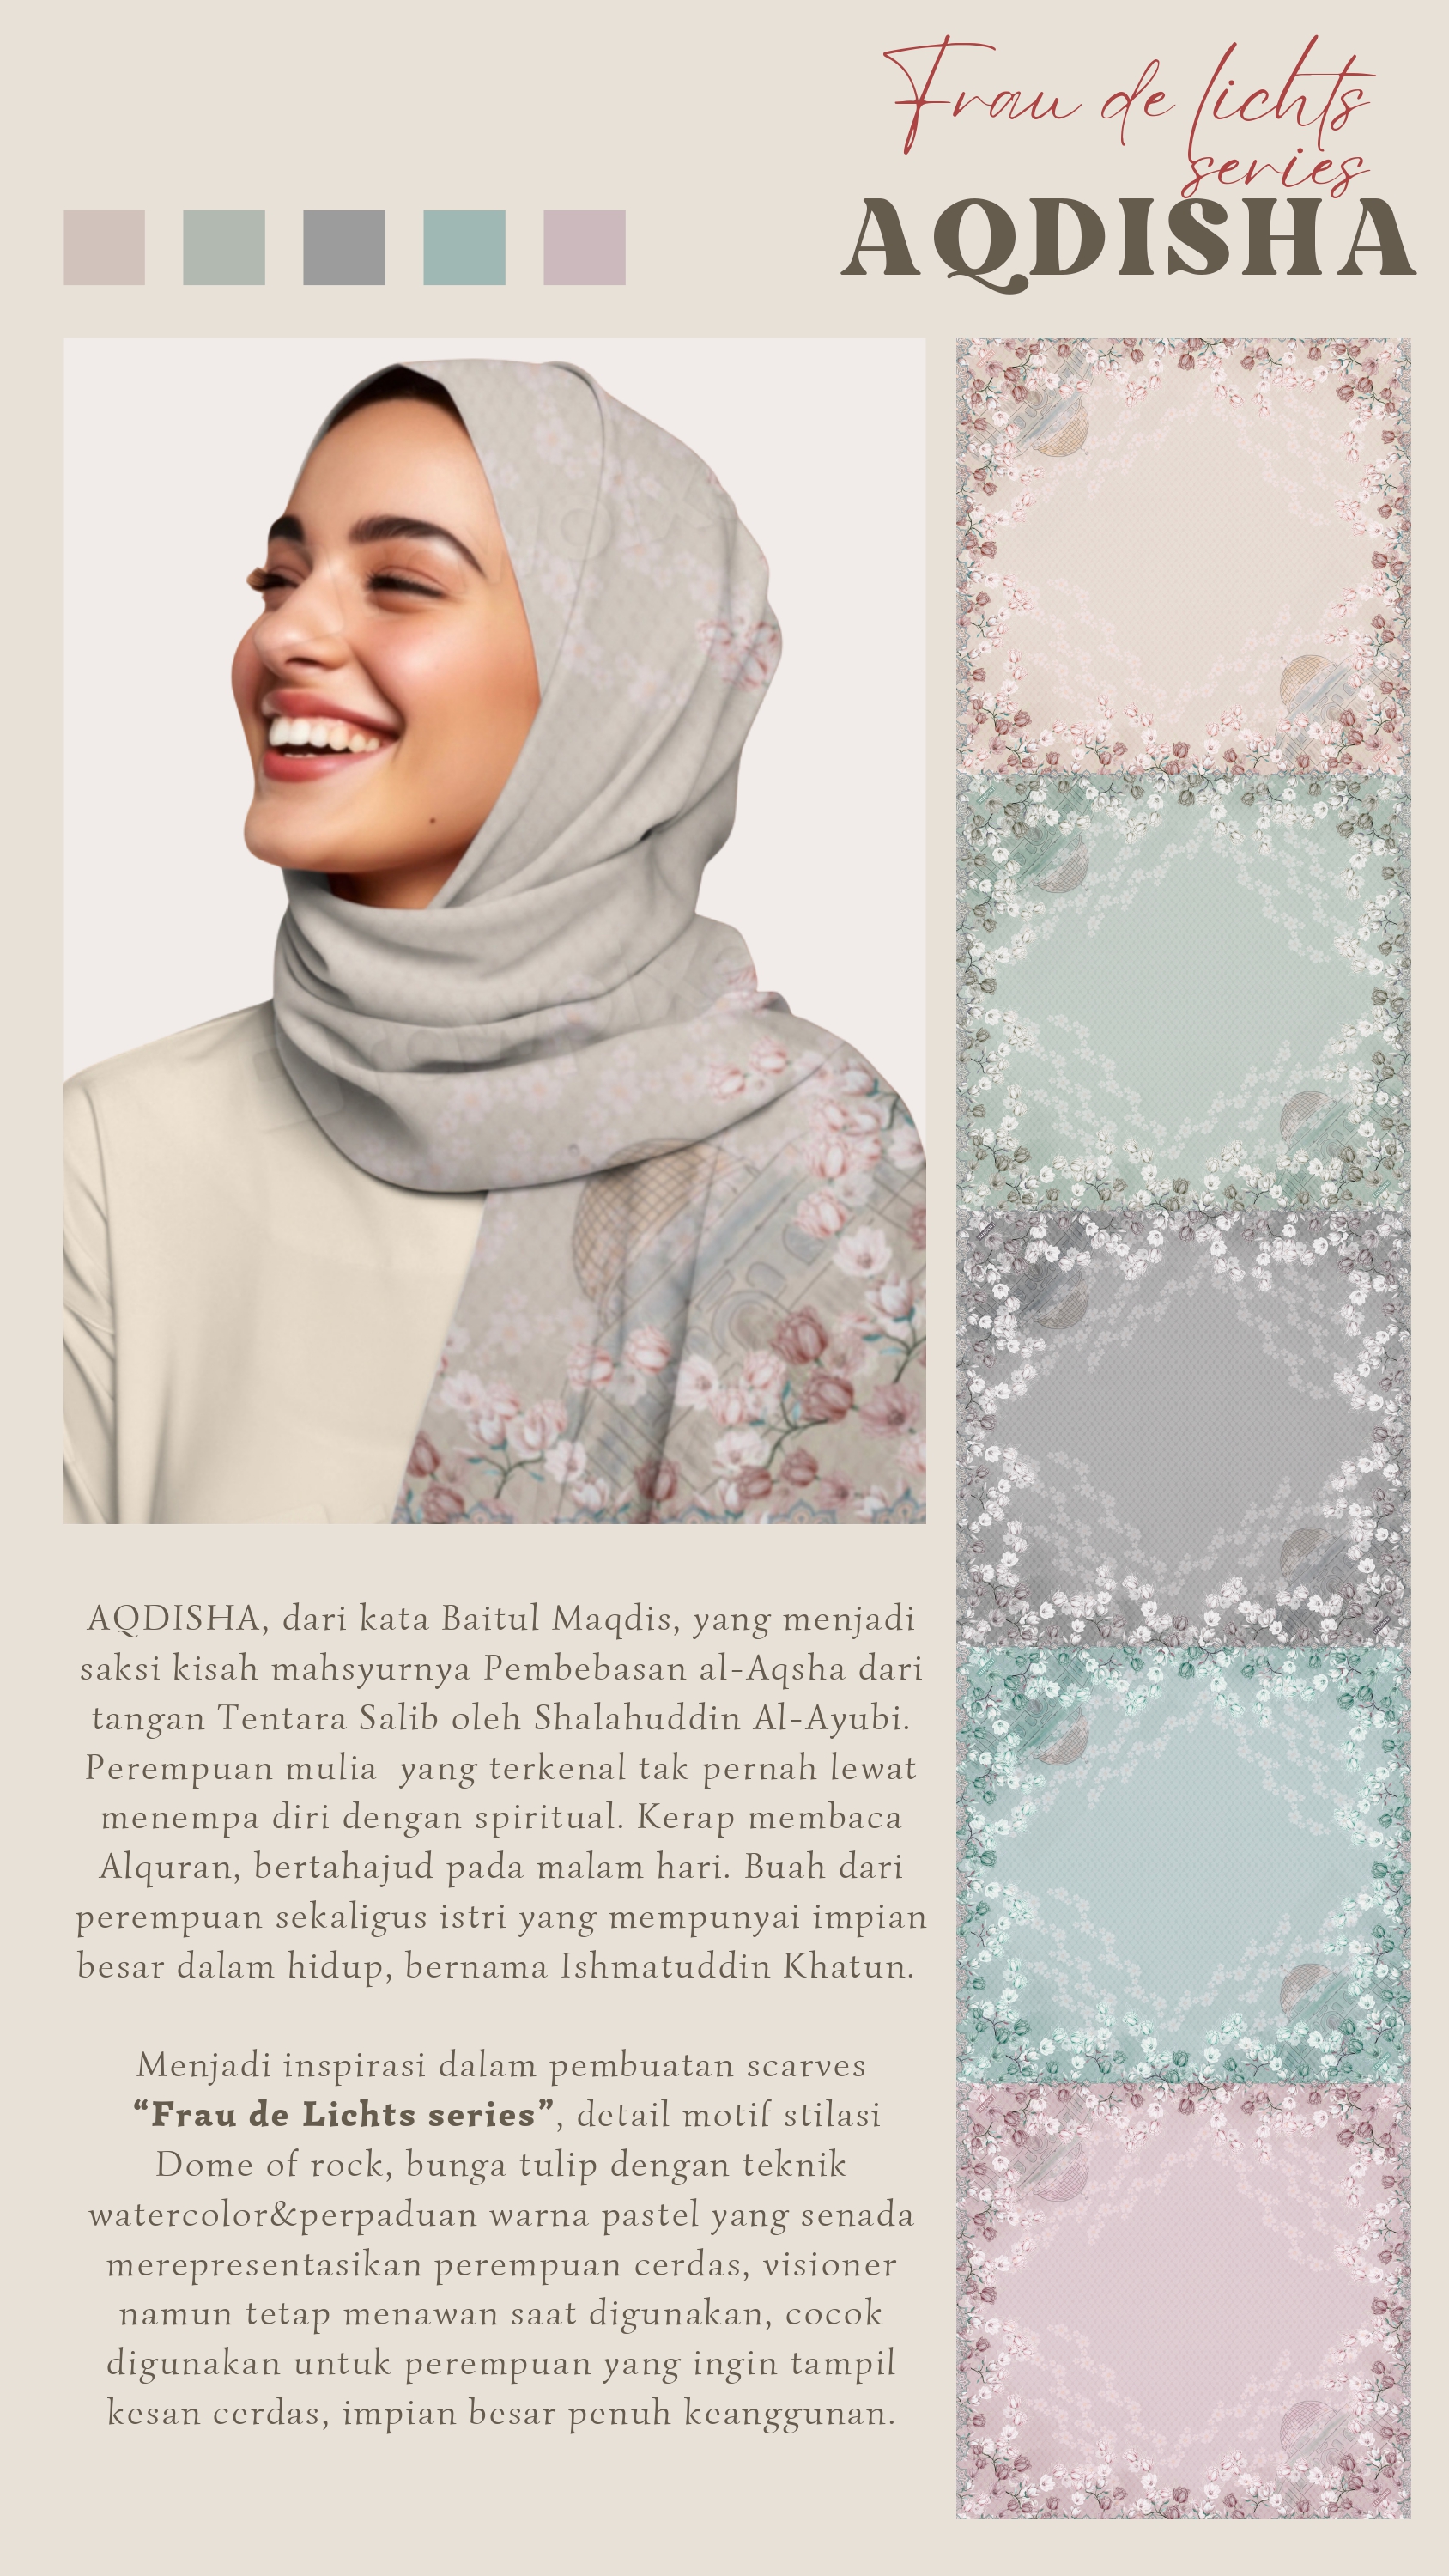 Frau de lichts
series
AQDISHA
AQDISHA, dari kata Baitul Maqdis, yang menjadi
saksi kisah mahsyurnya Pembebasan al-Aqsha dari
tangan Tentara Salib oleh Shalahuddin Al-Ayubi.
Perempuan mulia yang terkenal tak pernah lewat
menempa diri dengan spiritual. Kerap membaca
Alquran, bertahajud pada malam hari. Buah dari
perempuan sekaligus istri yang mempunyai impian
besar dalam hidup, bernama Ishmatuddin Khatun.
Menjadi inspirasi dalam pembuatan scarves
“Frau de Lichts series”, detail motif stilasi
Dome of rock, bunga tulip dengan teknik
watercolor&perpaduan warna pastel yang senada
merepresentasikan perempuan cerdas, visioner
namun tetap menawan saat digunakan, cocok
digunakan untuk perempuan yang ingin tampil
kesan cerdas, impian besar penuh keanggunan.